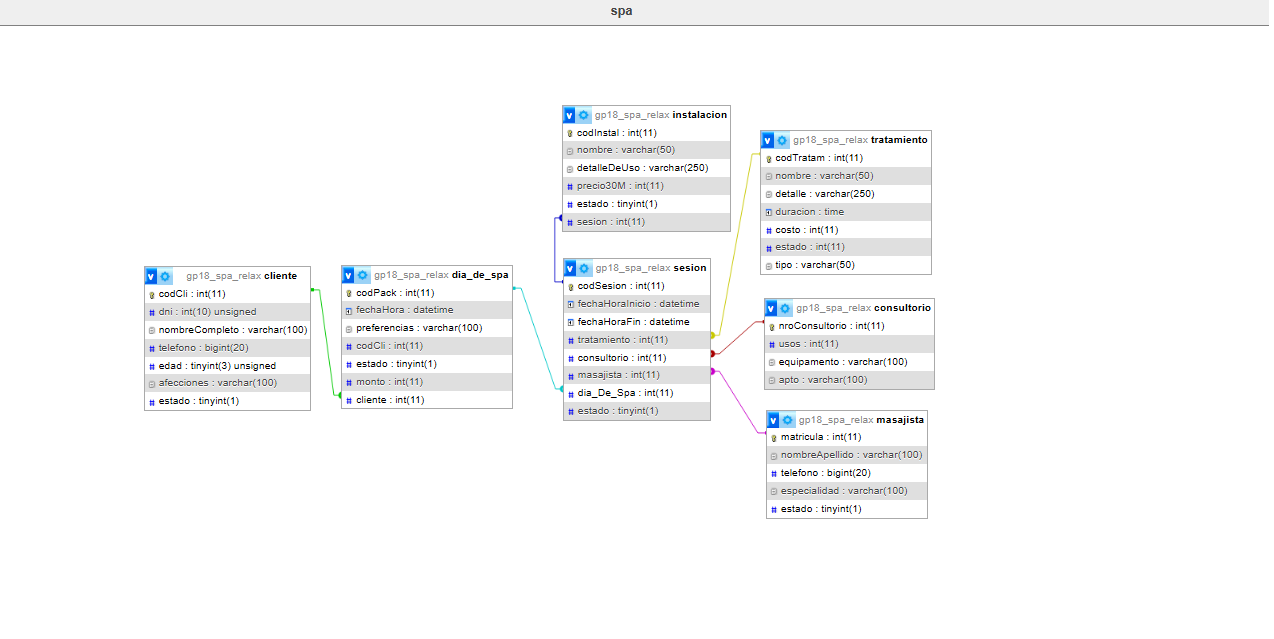 spa
gp18_spa_relax instalacion
codInstal : int(11)
nombre : varchar(50)
detalleDeUso : varchar(250)
precio30M : int(11)
estado : tinyint(1)
sesion : int(11)
gp18_spa_relax tratamiento
codTratam : int(11)
nombre : varchar(50)
detalle : varchar(250)
duracion : time
costo : int(11)
estado : int(11)
tipo : varchar(50)
gp18_spa_relax cliente
codCli : int(11)
dni : int(10) unsigned
nombreCompleto : varchar(100)
telefono : bigint(20)
edad : tinyint(3) unsigned
afecciones : varchar(100)
estado : tinyint(1)
gp18_spa_relax dia_de_spa
codPack : int(11)
fechaHora : datetime
preferencias : varchar(100)
codCli : int(11)
estado : tinyint(1)
monto : int(11)
cliente : int(11)
gp18_spa_relax sesion
codSesion : int(11)
fechaHoraInicio : datetime
fechaHoraFin : datetime
tratamiento : int(11)
consultorio : int(11)
masajista : int(11)
dia_De_Spa : int(11)
estado : tinyint(1)
gp18_spa_relax consultorio
nroConsultorio : int(11)
usos : int(11)
equipamento : varchar(100)
apto : varchar(100)
gp18_spa_relax masajista
matricula : int(11)
nombreApellido : varchar(100)
telefono : bigint(20)
especialidad : varchar(100)
estado : tinyint(1)